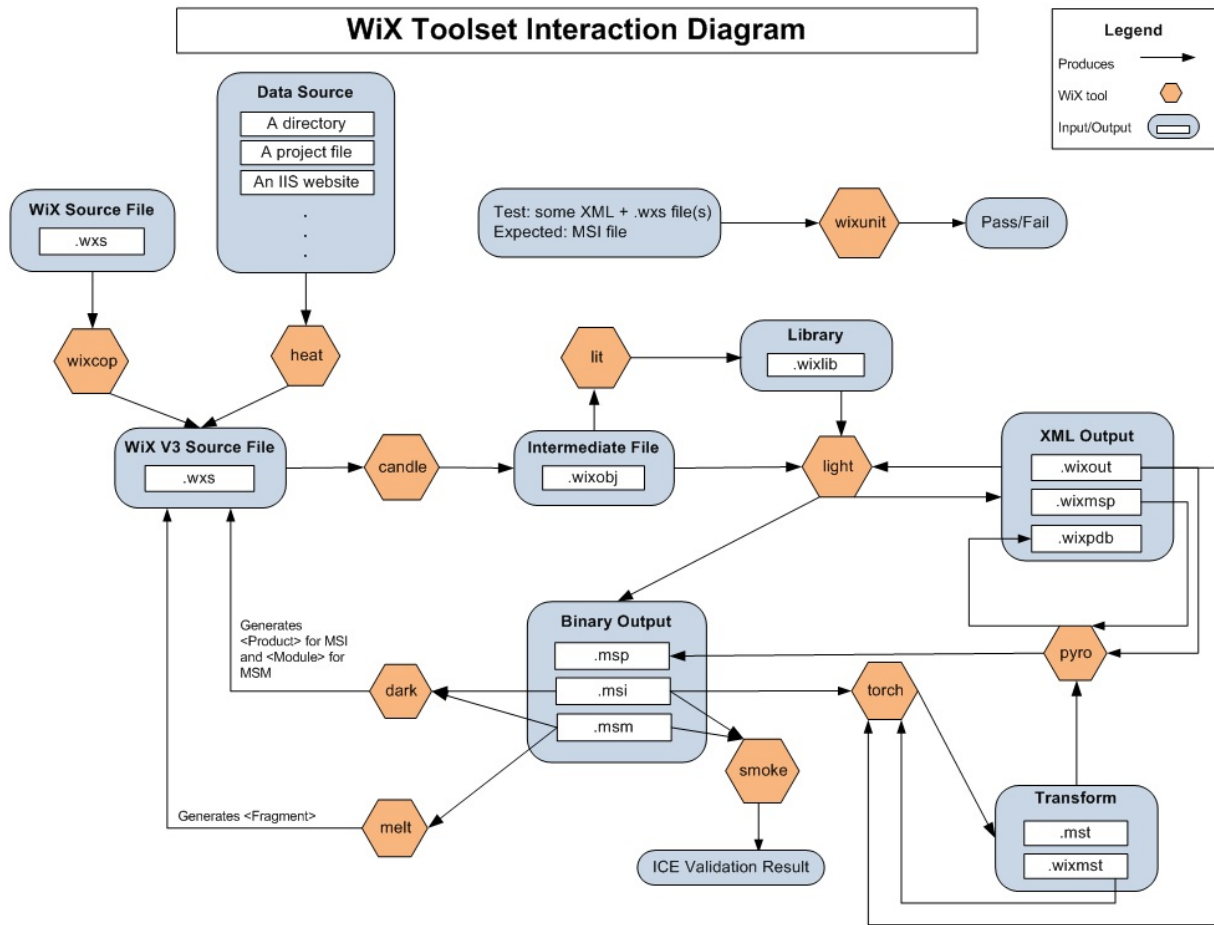 WiX Toolset Interaction Diagram
Legend
Produces
WiX tool
Input/Output
Data Source
A directory
A project file
An IIS website
.
.
.
WiX Source File
.wxs
Test: some XML + .wxs file(s)
Expected: MSI file
wixunit
Pass/Fail
wixcop
heat
lit
Library
.wixlib
WiX V3 Source File
.wxs
candle
Intermediate File
.wixobj
light
XML Output
.wixout
.wixmsp
.wixpdb
Generates
<Product> for MSI
and <Module> for
MSM
dark
Binary Output
.msp
.msi
.msm
pyro
torch
smoke
Generates <Fragment>
melt
ICE Validation Result
Transform
.mst
.wixmst